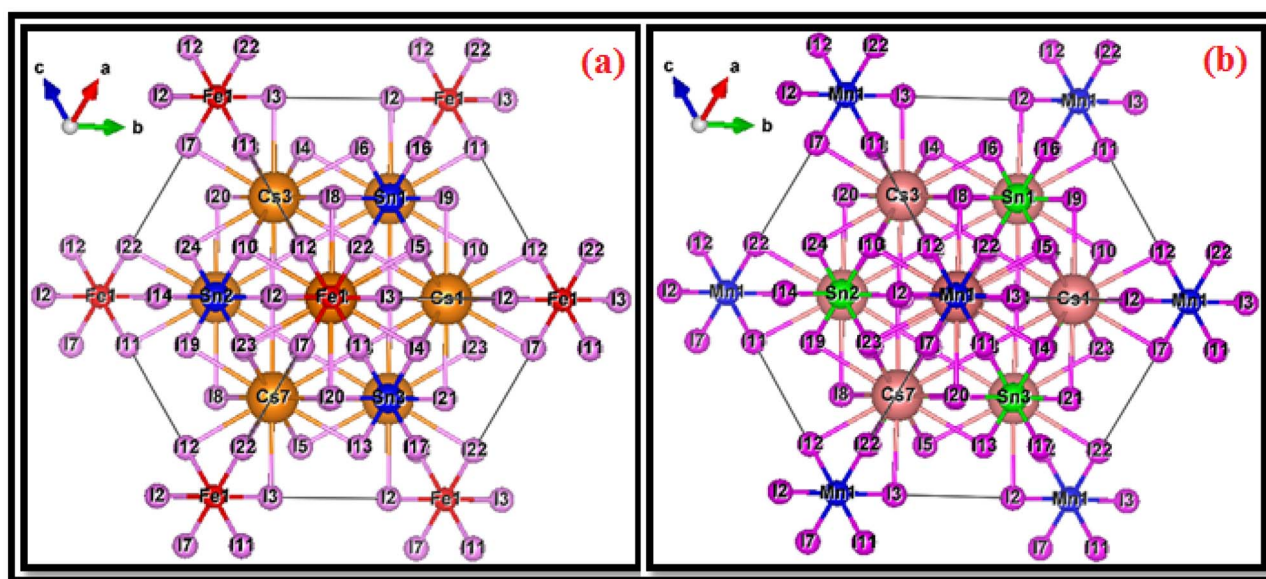 (a)
I12 I22 I12 I22
c a
I2 Fe1 I3 I2 Fe1 I3
b
I7 I11 I4 I6 I16 I11
I20 Cs3 I8 Sn1 I9
I12 I22 I24 I10 I12 I22 I5 I10 I12 I22
I2 Fe1 I14 Sn2 I2 Fe1 I3 Cs1 I2 Fe1 I3
I7 I11 I19 I23 I7 I11 I4 I23 I7 I11
I8 Cs7 I20 Sn3 I21
I12 I22 I5 I13 I17 I22
I2 Fe1 I3 I2 Fe1 I3
I7 I11 I7 I11
(b)
I12 I22 I12 I22
c a
I2 Mn1 I3 I2 Mn1 I3
b
I7 I11 I4 I6 I16 I11
I20 Cs3 I8 Sn1 I9
I12 I22 I24 I10 I12 I22 I5 I10 I12 I22
I2 Mn1 I14 Sn2 I2 Mn1 I3 Cs1 I2 Mn1 I3
I7 I11 I19 I23 I7 I11 I4 I23 I7 I11
I8 Cs7 I20 Sn3 I21
I12 I22 I5 I13 I17 I22
I2 Mn1 I3 I2 Mn1 I3
I7 I11 I7 I11